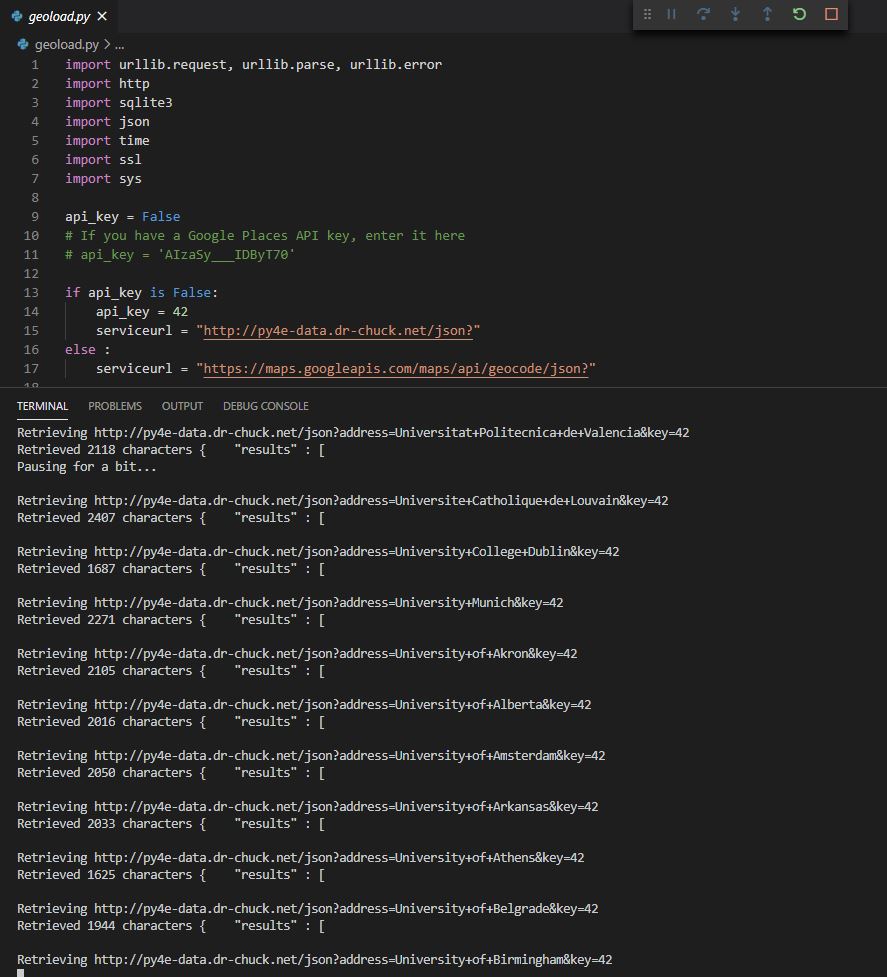 geoload.py
geoload.py > ...
1 import urllib.request, urllib.parse, urllib.error
2 import http
3 import sqlite3
4 import json
5 import time
6 import ssl
7 import sys
8
9 api_key = False
10 # If you have a Google Places API key, enter it here
11 # api_key = 'AIzaSy___IDByT70'
12
13 if api_key is False:
14     api_key = 42
15     serviceurl = "http://py4e-data.dr-chuck.net/json?"
16 else :
17     serviceurl = "https://maps.googleapis.com/maps/api/geocode/json?"
18
TERMINAL PROBLEMS OUTPUT DEBUG CONSOLE
Retrieving http://py4e-data.dr-chuck.net/json?address=Universitat+Politecnica+de+Valencia&key=42
Retrieved 2118 characters {    "results" : [
Pausing for a bit...
Retrieving http://py4e-data.dr-chuck.net/json?address=Universite+Catholique+de+Louvain&key=42
Retrieved 2407 characters {    "results" : [
Retrieving http://py4e-data.dr-chuck.net/json?address=University+College+Dublin&key=42
Retrieved 1687 characters {    "results" : [
Retrieving http://py4e-data.dr-chuck.net/json?address=University+Munich&key=42
Retrieved 2271 characters {    "results" : [
Retrieving http://py4e-data.dr-chuck.net/json?address=University+of+Akron&key=42
Retrieved 2105 characters {    "results" : [
Retrieving http://py4e-data.dr-chuck.net/json?address=University+of+Alberta&key=42
Retrieved 2016 characters {    "results" : [
Retrieving http://py4e-data.dr-chuck.net/json?address=University+of+Amsterdam&key=42
Retrieved 2050 characters {    "results" : [
Retrieving http://py4e-data.dr-chuck.net/json?address=University+of+Arkansas&key=42
Retrieved 2033 characters {    "results" : [
Retrieving http://py4e-data.dr-chuck.net/json?address=University+of+Athens&key=42
Retrieved 1625 characters {    "results" : [
Retrieving http://py4e-data.dr-chuck.net/json?address=University+of+Belgrade&key=42
Retrieved 1944 characters {    "results" : [
Retrieving http://py4e-data.dr-chuck.net/json?address=University+of+Birmingham&key=42